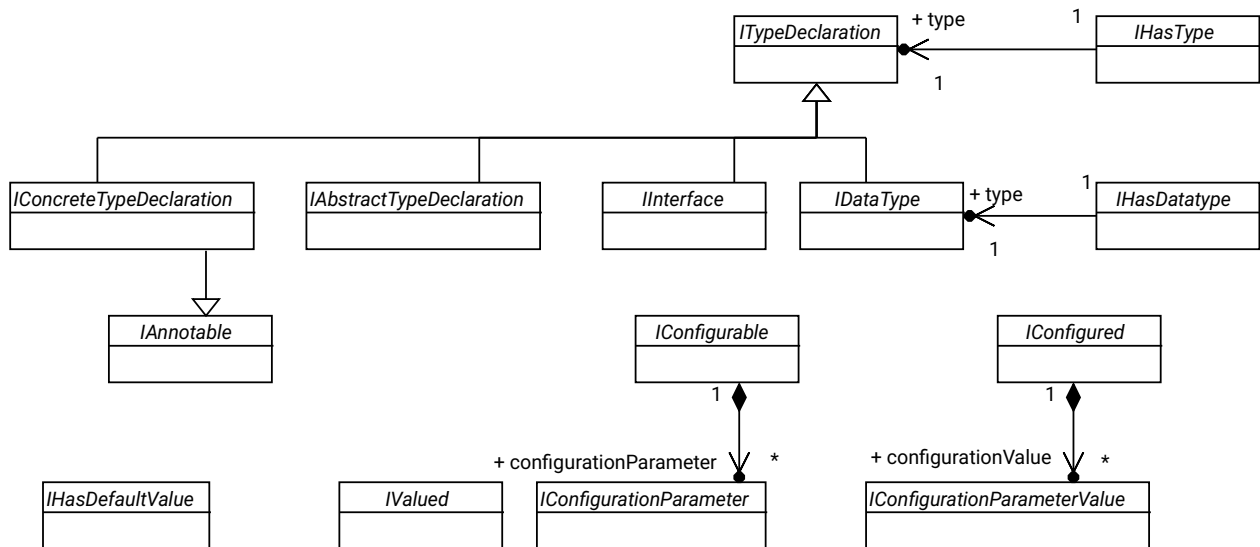 ITypeDeclaration
+ type
1
IHasType
1
IConcreteTypeDeclaration
IAbstractTypeDeclaration
IInterface
IDataType
+ type
1
IHasDatatype
1
IAnnotable
IConfigurable
IConfigured
1
1
+ configurationParameter
*
+ configurationValue
*
IHasDefaultValue
IValued
IConfigurationParameter
IConfigurationParameterValue